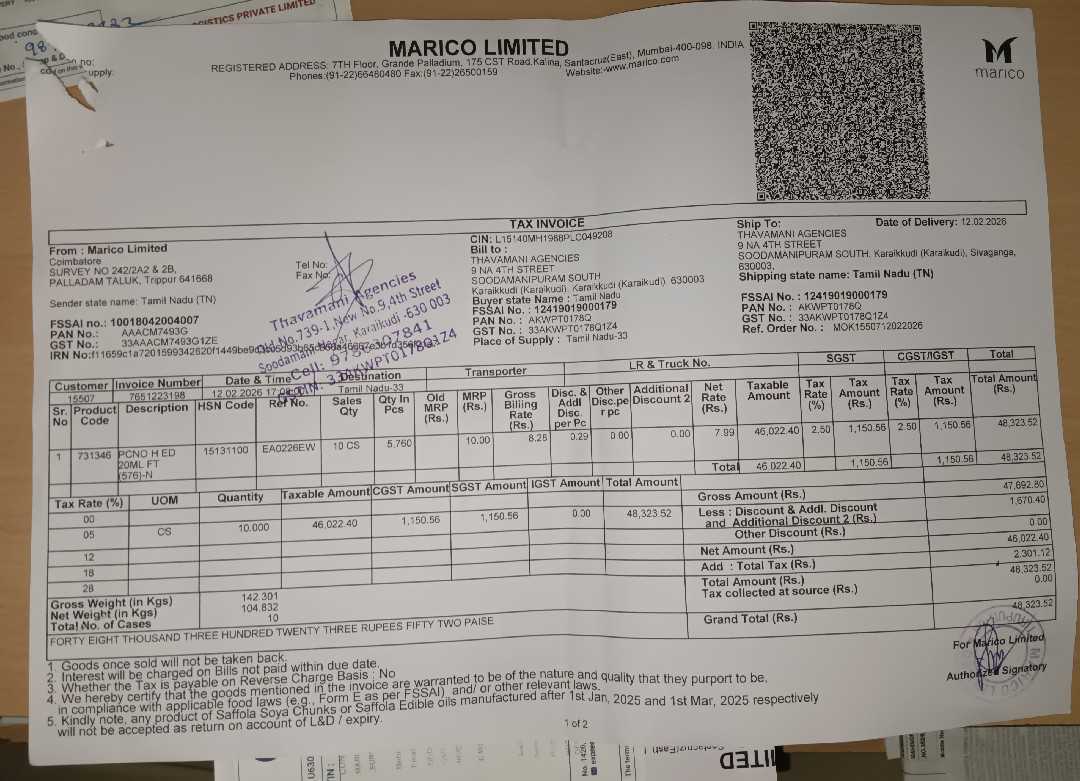 MARICO LIMITED
REGISTERED ADDRESS: 7TH Floor, Grande Palladium, 175 CST Road,Kalina, Santacruz(East), Mumbai-400-098. INDIA
Phones:(91-22)66480480 Fax:(91-22)26500159 Website:-www.marico.com
marico
TAX INVOICE
From : Marico Limited
Coimbatore
SURVEY NO 242/2A2 & 2B,
PALLADAM TALUK, Trippur 641668
Sender state name: Tamil Nadu (TN)
FSSAI no.: 10018042004007
PAN No.: AAACM7493G
GST No.: 33AAACM7493G1ZE
Tel No:
Fax No:
Thavamani Agencies
Old No.739-1, New No.9,4th Street
Soodamani Nagar, Karaikudi -630 003
GSTIN: 33AKWPT0178Q1Z4
CIN: L15140MH1988PLC049208
Bill to :
THAVAMANI AGENCIES
9 NA 4TH STREET
SOODAMANIPURAM SOUTH
Karaikkudi (Karaikudi), Karaikkudi (Karaikudi) 630003
Buyer state Name : Tamil Nadu
FSSAI No. : 12419019000179
PAN No. : AKWPT0178Q
GST No. : 33AKWPT0178Q1Z4
Place of Supply : Tamil Nadu-33
Ship To: Date of Delivery: 12.02.2026
THAVAMANI AGENCIES
9 NA 4TH STREET
SOODAMANIPURAM SOUTH. Karaikudi (Karaikudi), Sivaganga,
630003,
Shipping state name: Tamil Nadu (TN)
FSSAI No. : 12419019000179
PAN No. : AKWPT0178Q
GST No. : 33AKWPT0178Q1Z4
Ref. Order No. : MOK1550712022026
Customer Invoice Number Date & Time Destination Transporter LR & Truck No. SGST CGST/IGST Total
15507 7651223198 12.02.2026 Tamil Nadu-33
Sr. No Product Code Description HSN Code Ref No. Sales Qty Qty In Pcs Old MRP (Rs.) MRP (Rs.) Gross Billing Rate (Rs.) Disc. & Addl Disc. per Pc Other Disc.pe r pc Additional Discount 2 Net Rate (Rs.) Taxable Amount Tax Rate (%) Tax Amount (Rs.) Tax Rate (%) Tax Amount (Rs.) Total Amount (Rs.)
1 731346 PCNO H ED 20ML FT (576)-N 15131100 EA0226EW 10 CS 5,760 10.00 8.28 0.29 0.00 0.00 7.99 46,022.40 2.50 1,150.56 2.50 1,150.56 48,323.52
Total 46,022.40 1,150.56 1,150.56 48,323.52
Tax Rate (%) UOM Quantity Taxable Amount CGST Amount SGST Amount IGST Amount Total Amount
00
05 CS 10.000 46,022.40 1,150.56 1,150.56 0.00 48,323.52
12
18
28
Gross Amount (Rs.) 47,692.80
Less : Discount & Addl. Discount 1,670.40
and Additional Discount 2 (Rs.)
Other Discount (Rs.) 0.00
Net Amount (Rs.) 46,022.40
Add : Total Tax (Rs.) 2,301.12
Total Amount (Rs.) 48,323.52
Tax collected at source (Rs.) 0.00
Grand Total (Rs.) 48,323.52
Gross Weight (in Kgs) 142.301
Net Weight (in Kgs) 104.832
Total No. of Cases 10
FORTY EIGHT THOUSAND THREE HUNDRED TWENTY THREE RUPEES FIFTY TWO PAISE
1. Goods once sold will not be taken back.
2. Interest will be charged on Bills not paid within due date.
3. Whether the Tax is payable on Reverse Charge Basis : No
4. We hereby certify that the goods mentioned in the invoice are warranted to be of the nature and quality that they purport to be,
in compliance with applicable food laws (e.g., Form E as per FSSAI) and/ or other relevant laws.
5. Kindly note, any product of Saffola Soya Chunks or Saffola Edible oils manufactured after 1st Jan, 2025 and 1st Mar, 2025 respectively
will not be accepted as return on account of L&D / expiry.
For Marico Limited
Authorized Signatory
1 of 2